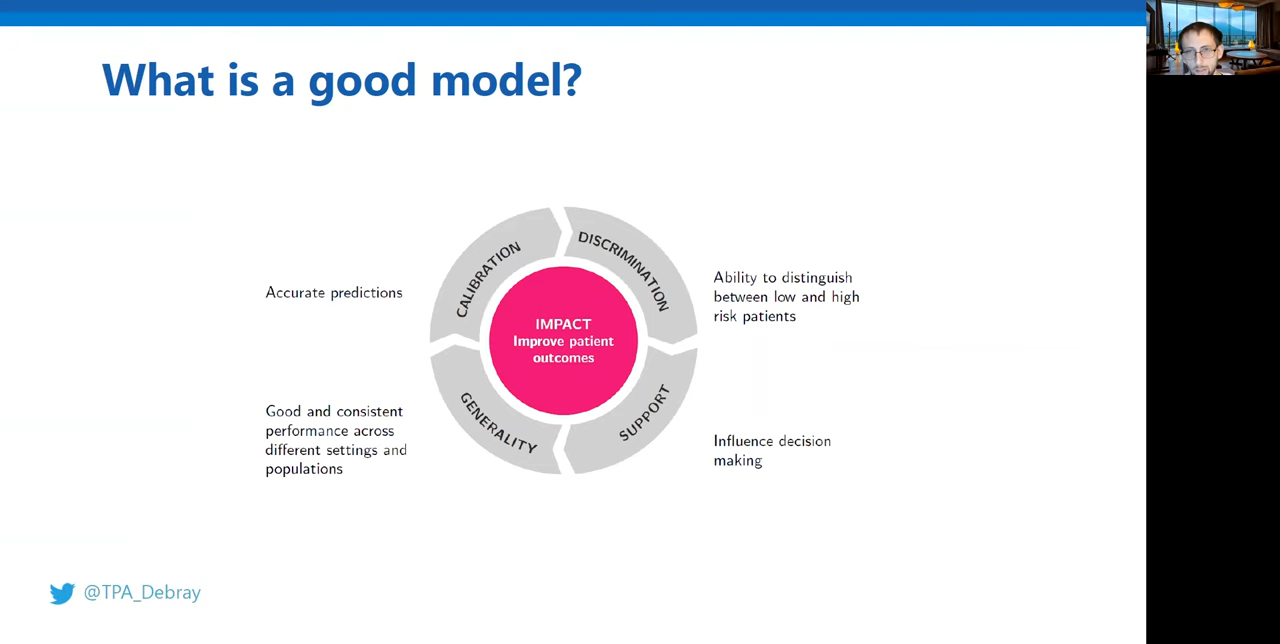 What is a good model?
CALIBRATION
DISCRIMINATION
Accurate predictions
Ability to distinguish
between low and high
risk patients
IMPACT
Improve patient
outcomes
GENERALITY
SUPPORT
Good and consistent
performance across
different settings and
populations
Influence decision
making
@TPA_Debray